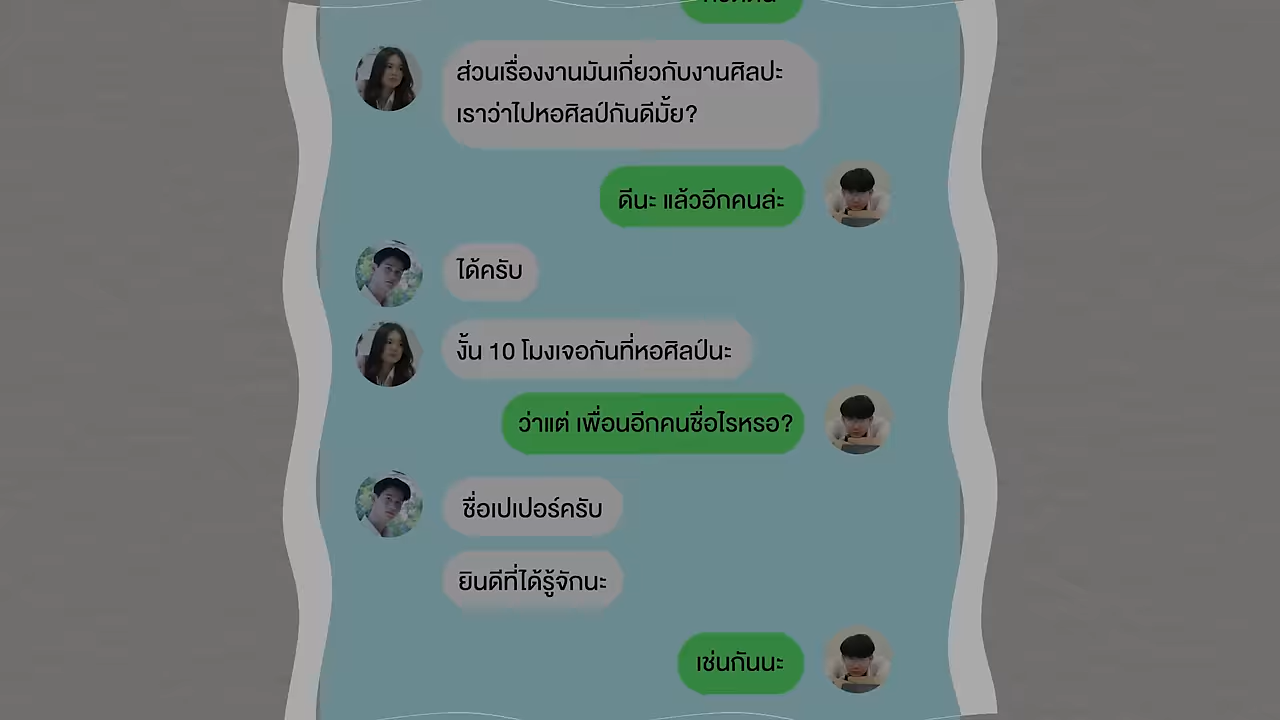 ส่วนเรื่องงานมันเกี่ยวกับงานศิลปะ
เราว่าไปหอศิลป์กันดีมั้ย?
ดีนะ แล้วอีกคนล่ะ
ได้ครับ
งั้น 10 โมงเจอกันที่หอศิลป์นะ
ว่าแต่ เพื่อนอีกคนชื่อไรหรอ?
ชื่อเปเปอร์ครับ
ยินดีที่ได้รู้จักนะ
เช่นกันนะ